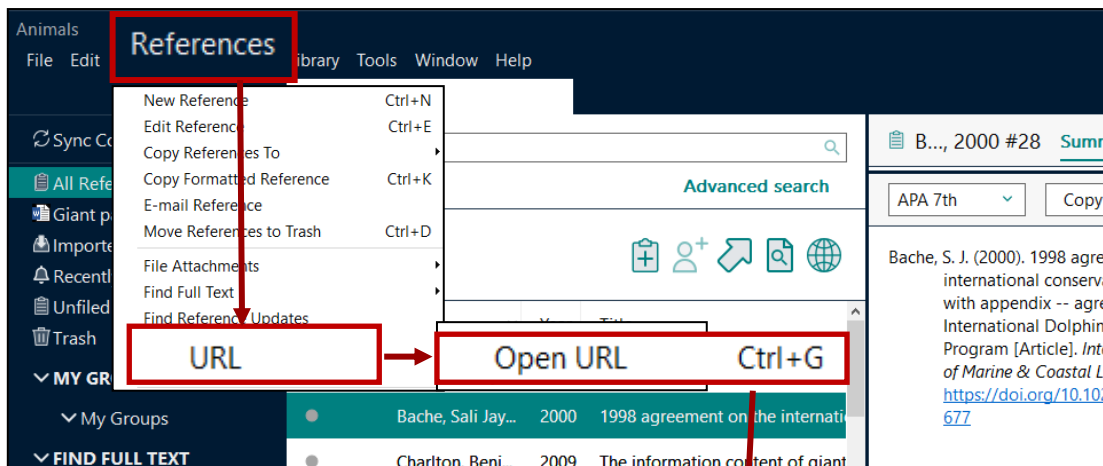 Animals
File Edit References Library Tools Window Help
New Reference Ctrl+N
Edit Reference Ctrl+E
Copy References To
Copy Formatted Reference Ctrl+K
E-mail Reference
Move References to Trash Ctrl+D
File Attachments
Find Full Text
Find Reference Updates
URL
Open URL Ctrl+G
Sync
All Refe
Giant p
Importe
Recentl
Unfiled
Trash
MY GR
My Groups
FIND FULL TEXT
Advanced search
Bache, Sali Jay... 2000 1998 agreement on the internati
Charlton, Benj... 2009 The information content of giant
B..., 2000 #28 Summ
APA 7th Copy
Bache, S. J. (2000). 1998 agre
international conserva
with appendix -- agre
International Dolphin
Program [Article]. Inte
of Marine & Coastal L
https://doi.org/10.102
677